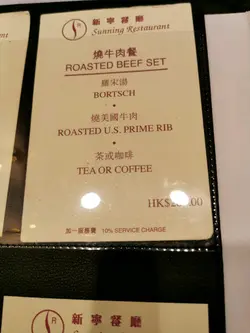 新寧餐廳
Sunning Restaurant
燒牛肉餐
ROASTED BEEF SET
羅宋湯
BORTSCH
燒美國牛肉
ROASTED U.S. PRIME RIB
茶或咖啡
TEA OR COFFEE
加一服務費 10% SERVICE CHARGE
新寧餐廳